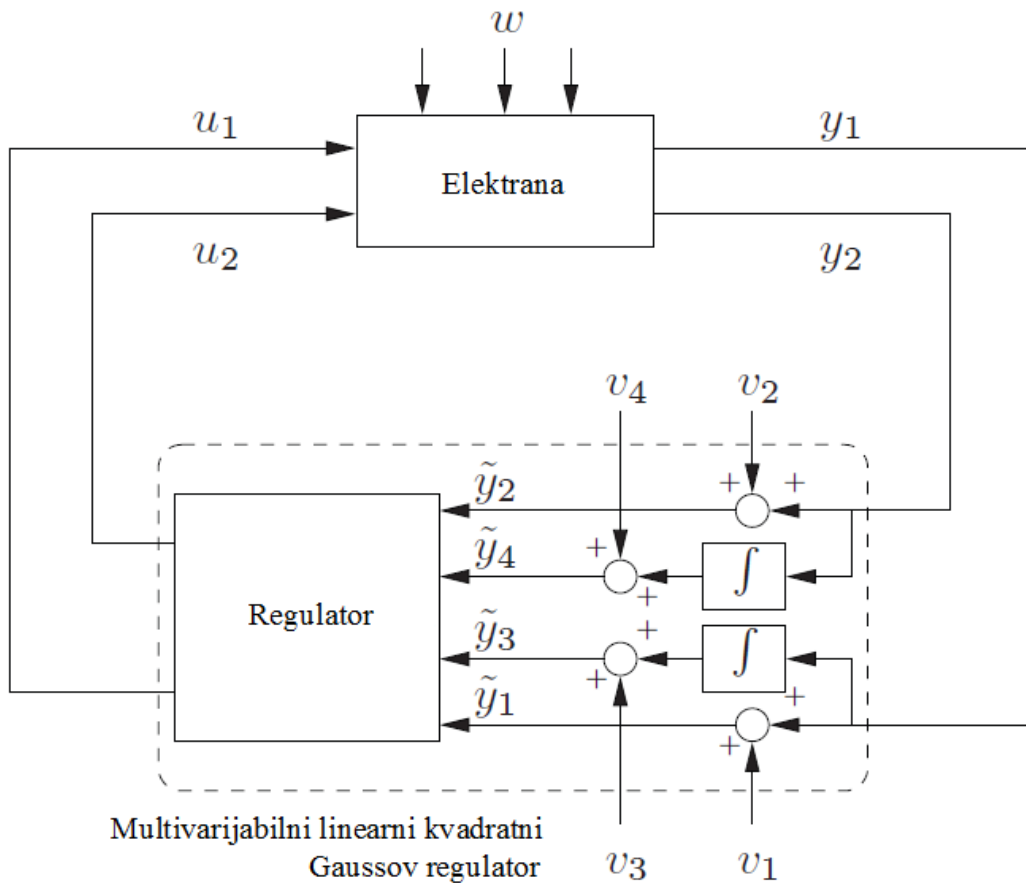 w
u₁
y₁
Elektrana
u₂
y₂
v₄
v₂
+
+
ỹ₂
+
ỹ₄
∫
+
Regulator
ỹ₃
+
∫
+
ỹ₁
+
+
Multivarijabilni linearni kvadratni
Gaussov regulator
v₃
v₁